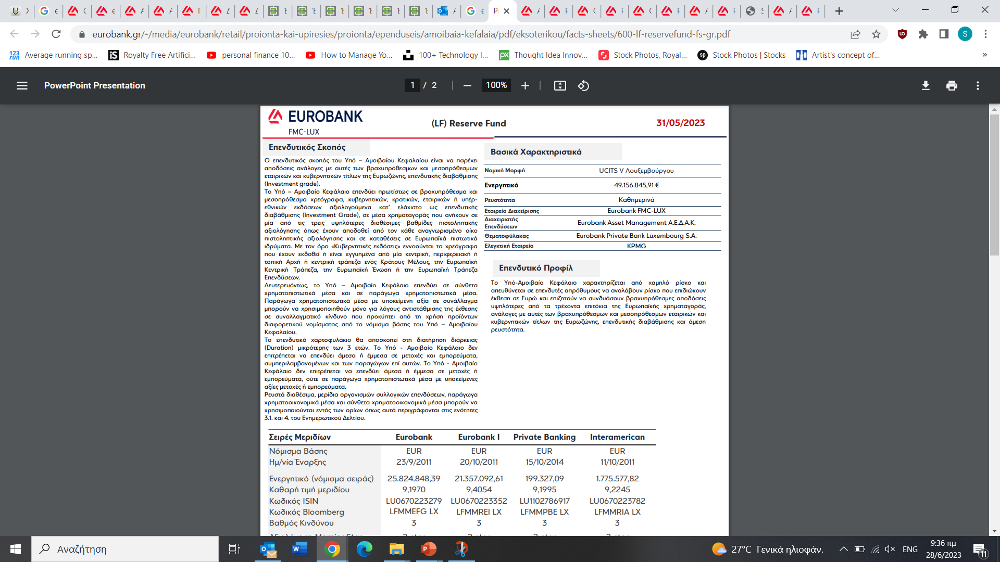 eurobank.gr/-/media/eurobank/retail/proionta-kai-upiresies/proionta/ependuseis/amoibaia-kefalaia/pdf/eksoterikou/facts-sheets/600-lf-reservefund-fs-gr.pdf
S
123 run Average running sp...
iS Royalty Free Artifici...
personal finance 10...
How to Manage Yo...
100+ Technology I...
px Thought Idea Innov...
Stock Photos, Royal...
sp Stock Photos | Stocks
Artist's concept of...
»
PowerPoint Presentation
1 / 2
100%
EUROBANK
FMC-LUX
(LF) Reserve Fund
31/05/2023
Επενδυτικός Σκοπός
Ο επενδυτικός σκοπός του Υπό – Αμοιβαίου Κεφαλαίου είναι να παρέχει
αποδόσεις ανάλογες με αυτές των βραχυπρόθεσμων και μεσοπρόθεσμων
εταιρικών και κυβερνητικών τίτλων της Ευρωζώνης, επενδυτικής διαβάθμισης
(Investment grade).
Το Υπό – Αμοιβαίο Κεφάλαιο επενδύει πρωτίστως σε βραχυπρόθεσμα και
μεσοπρόθεσμα χρεόγραφα, κυβερνητικών, κρατικών, εταιρικών ή υπέρ-
εθνικών εκδόσεων αξιολογούμενα κατ’ ελάχιστο ως επενδυτικής
διαβάθμισης (Investment Grade), σε μέσα χρηματαγοράς που ανήκουν σε
μία από τις τρεις υψηλότερες διαθέσιμες βαθμίδες πιστοληπτικής
αξιολόγησης όπως έχουν αποδοθεί από τον κάθε αναγνωρισμένο οίκο
πιστοληπτικής αξιολόγησης και σε καταθέσεις σε Ευρωπαϊκά πιστωτικά
ιδρύματα. Με τον όρο «Κυβερνητικές εκδόσεις» εννοούνται τα χρεόγραφα
που έχουν εκδοθεί ή είναι εγγυημένα από μία κεντρική, περιφερειακή ή
τοπική Αρχή ή κεντρική τράπεζα ενός Κράτους Μέλους, την Ευρωπαϊκή
Κεντρική Τράπεζα, την Ευρωπαϊκή Ένωση ή την Ευρωπαϊκή Τράπεζα
Επενδύσεων.
Δευτερευόντως, το Υπό – Αμοιβαίο Κεφάλαιο επενδύει σε σύνθετα
χρηματοπιστωτικά μέσα και σε παράγωγα χρηματοπιστωτικά μέσα.
Παράγωγα χρηματοπιστωτικά μέσα με υποκείμενη αξία σε συνάλλαγμα
μπορούν να χρησιμοποιηθούν μόνο για λόγους αντιστάθμισης της έκθεσης
σε συναλλαγματικό κίνδυνο που προκύπτει από τη χρήση προϊόντων
διαφορετικού νομίσματος από το νόμισμα βάσης του Υπό – Αμοιβαίου
Κεφαλαίου.
Το επενδυτικό χαρτοφυλάκιο θα αποσκοπεί στη διατήρηση διάρκειας
(Duration) μικρότερης των 3 ετών. Το Υπό - Αμοιβαίο Κεφάλαιο δεν
επιτρέπεται να επενδύει άμεσα ή έμμεσα σε μετοχές και εμπορεύματα,
συμπεριλαμβανομένων και των παραγώγων επί αυτών. Το Υπό - Αμοιβαίο
Κεφάλαιο δεν επιτρέπεται να επενδύει άμεσα ή έμμεσα σε μετοχές ή
εμπορεύματα, ούτε σε παράγωγα χρηματοπιστωτικά μέσα με υποκείμενες
αξίες μετοχές ή εμπορεύματα.
Ρευστά διαθέσιμα, μερίδια οργανισμών συλλογικών επενδύσεων, παράγωγα
χρηματοοικονομικά μέσα και σύνθετα χρηματοοικονομικά μέσα μπορούν να
χρησιμοποιούνται εντός των ορίων όπως αυτά περιγράφονται στις ενότητες
3.1. και 4. του Ενημερωτικού Δελτίου.
Βασικά Χαρακτηριστικά
Νομική Μορφή UCITS V Λουξεμβούργου
Ενεργητικό 49.156.845,91 €
Ρευστότητα Καθημερινά
Εταιρεία Διαχείρισης Eurobank FMC-LUX
Διαχειριστής Επενδύσεων Eurobank Asset Management Α.Ε.Δ.Α.Κ.
Θεματοφύλακας Eurobank Private Bank Luxembourg S.A.
Ελεγκτική Εταιρεία KPMG
Επενδυτικό Προφίλ
Το Υπό-Αμοιβαίο Κεφάλαιο χαρακτηρίζεται από χαμηλό ρίσκο και
απευθύνεται σε επενδυτές απρόθυμους να αναλάβουν ρίσκο που επιδιώκουν
έκθεση σε Ευρώ και επιζητούν να συνδυάσουν βραχυπρόθεσμες αποδόσεις
υψηλότερες από τα τρέχοντα επιτόκια της Ευρωπαϊκής χρηματαγοράς,
ανάλογες με αυτές των βραχυπρόθεσμων και μεσοπρόθεσμων εταιρικών και
κυβερνητικών τίτλων της Ευρωζώνης, επενδυτικής διαβάθμισης και άμεση
ρευστότητα.
Σειρές Μεριδίων Eurobank Eurobank I Private Banking Interamerican
Νόμισμα Βάσης EUR EUR EUR EUR
Ημ/νία Έναρξης 23/9/2011 20/10/2011 15/10/2014 11/10/2011
Ενεργητικό (νόμισμα σειράς) 25.824.848,39 21.357.092,61 199.327,09 1.775.577,82
Καθαρή τιμή μεριδίου 9,1970 9,4054 9,1995 9,2245
Κωδικός ISIN LU0670223279 LU0670223352 LU1102786917 LU0670223782
Κωδικός Bloomberg LFMMEFG LX LFMMREI LX LFMMPBE LX LFMMRIA LX
Βαθμός Κινδύνου 3 3 3 3
Αναζήτηση
27°C Γενικά ηλιοφάν.
ENG
9:36 πμ
28/6/2023
11